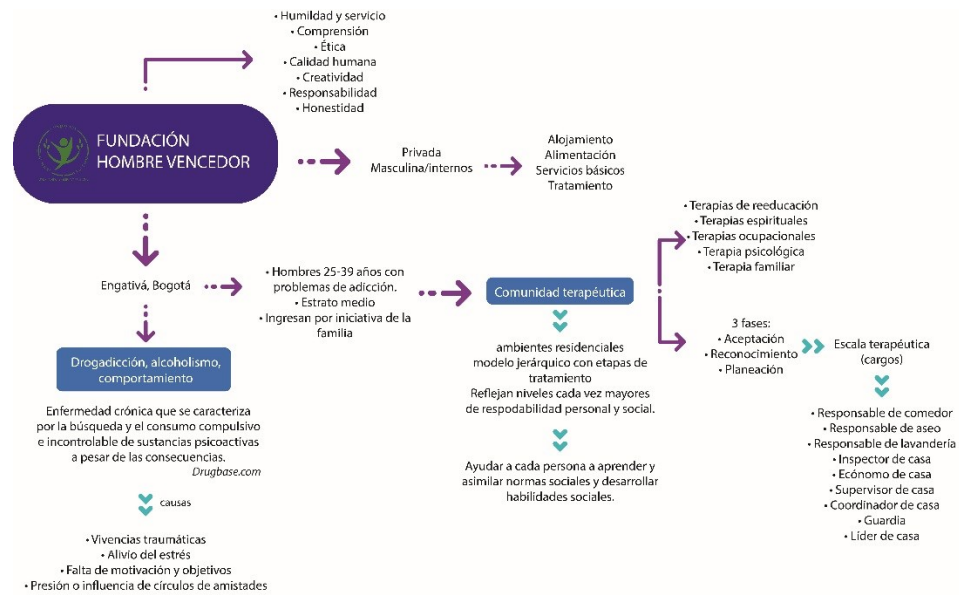 • Humildad y servicio
• Comprensión
• Ética
• Calidad humana
• Creatividad
• Responsabilidad
• Honestidad
FUNDACIÓN
HOMBRE VENCEDOR
Privada
Masculina/internos
Alojamiento
Alimentación
Servicios básicos
Tratamiento
Engativá, Bogotá
• Hombres 25-39 años con
problemas de adicción.
• Estrato medio
• Ingresan por iniciativa de la
familia
Comunidad terapéutica
• Terapias de reeducación
• Terapias espirituales
• Terapias ocupacionales
• Terapia psicológica
• Terapia familiar
3 fases:
• Aceptación
• Reconocimiento
• Planeación
Escala terapéutica
(cargos)
• Responsable de comedor
• Responsable de aseo
• Responsable de lavandería
• Inspector de casa
• Ecónomo de casa
• Supervisor de casa
• Coordinador de casa
• Guardia
• Líder de casa
ambientes residenciales
modelo jerárquico con etapas de
tratamiento
Reflejan niveles cada vez mayores
de respodabilidad personal y social.
Ayudar a cada persona a aprender y
asimilar normas sociales y desarrollar
habilidades sociales.
Drogadicción, alcoholismo,
comportamiento
Enfermedad crónica que se caracteriza
por la búsqueda y el consumo compulsivo
e incontrolable de sustancias psicoactivas
a pesar de las consecuencias.
Drugbase.com
causas
• Vivencias traumáticas
• Alivio del estrés
• Falta de motivación y objetivos
• Presión o influencia de círculos de amistades